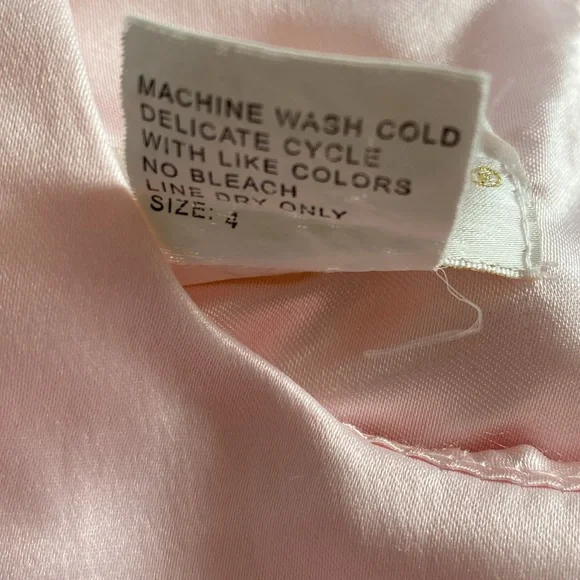 MACHINE WASH COLD
DELICATE CYCLE
WITH LIKE COLORS
NO BLEACH
LINE DRY ONLY
SIZE: 4